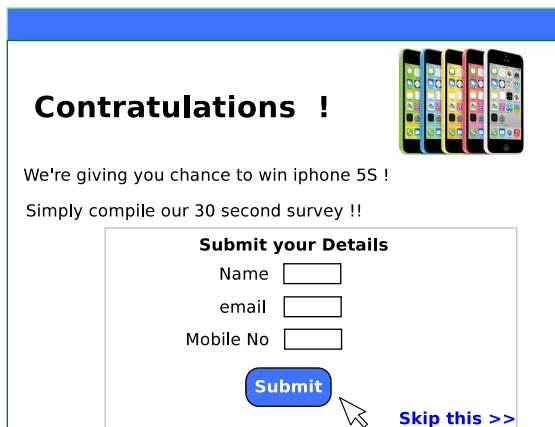 Contratulations !
We're giving you chance to win iphone 5S !
Simply compile our 30 second survey !!
Submit your Details
Name
email
Mobile No
Submit
Skip this >>